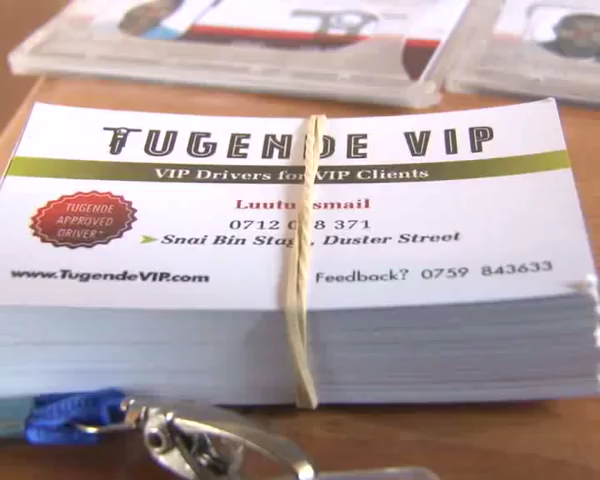 TUGENDE VIP
VIP Drivers for VIP Clients
TUGENDE
APPROVED
DRIVER*
0712 8 371
Snai Bin Stage, Duster Street
www.TugendeVIP.com
Feedback? 0759 843633